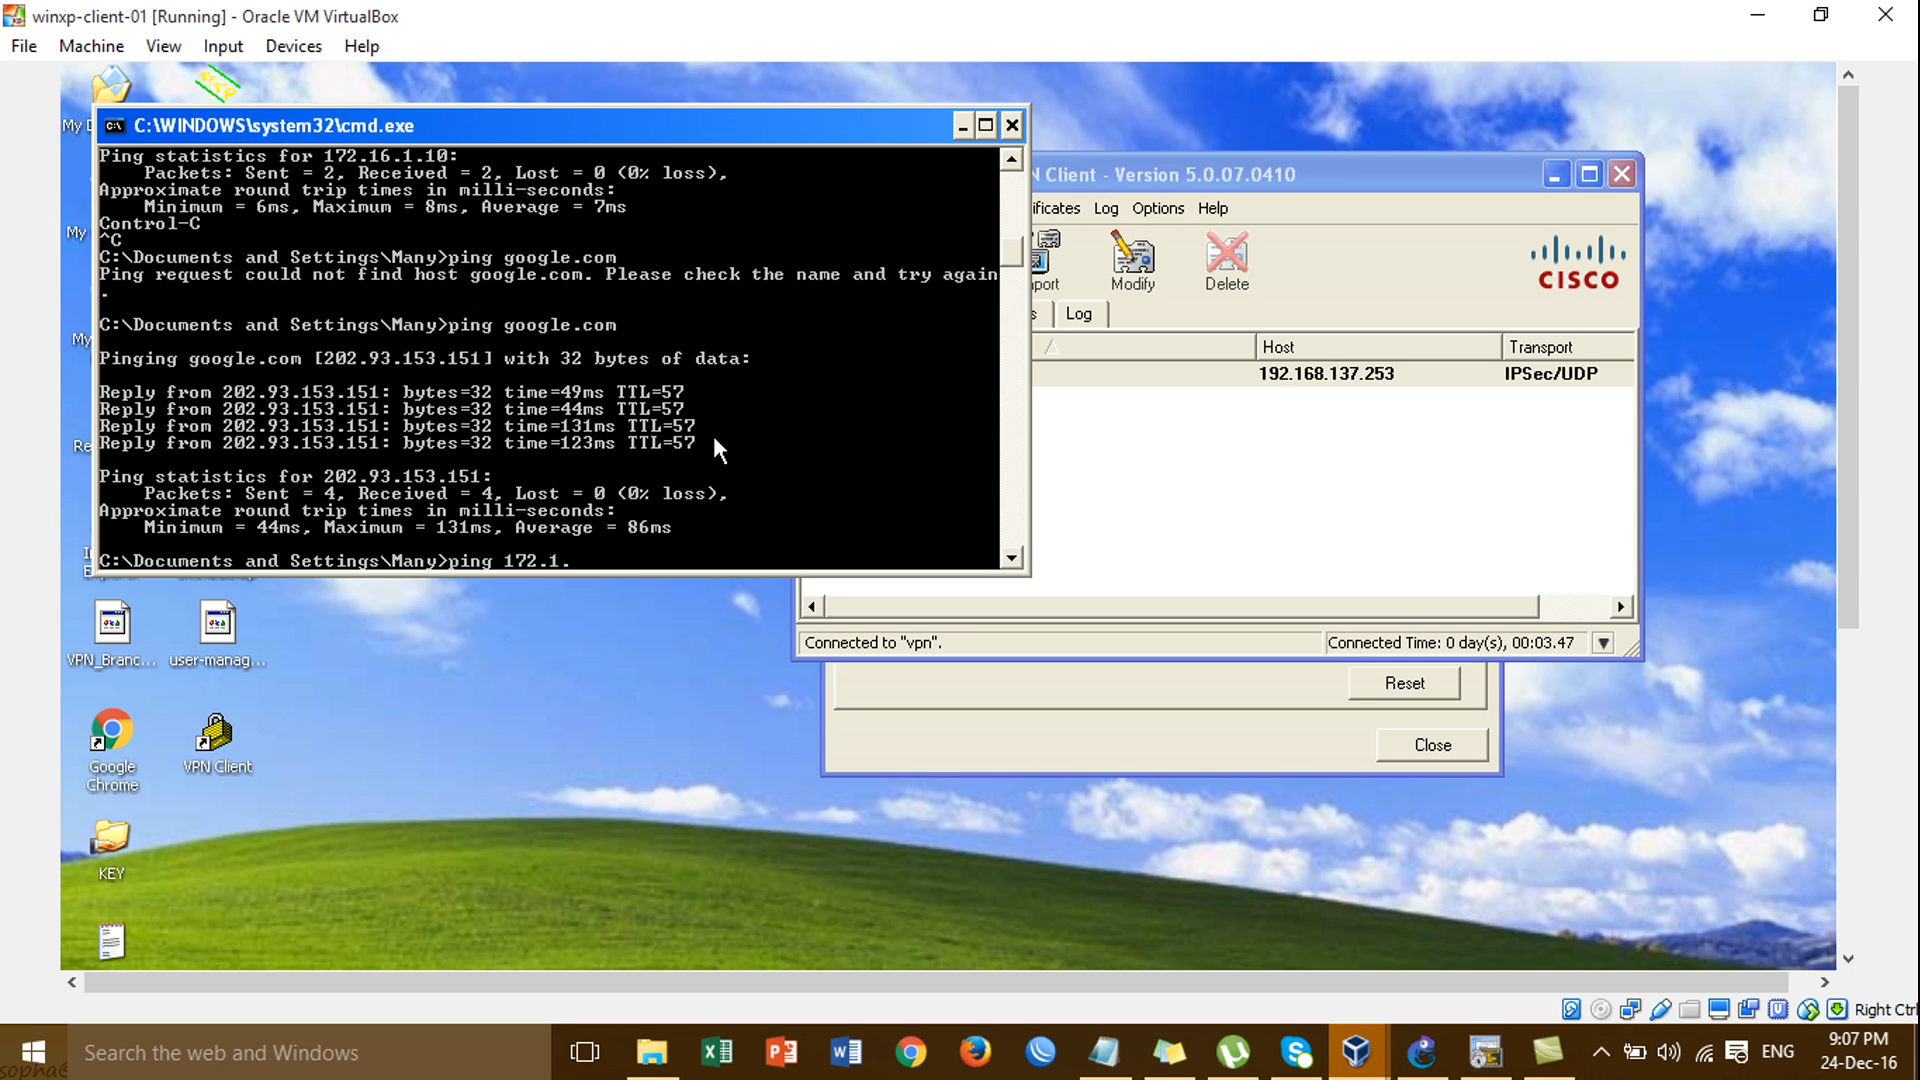 winxp-client-01 [Running] - Oracle VM VirtualBox
File Machine View Input Devices Help
C:\WINDOWS\system32\cmd.exe
Ping statistics for 172.16.1.10:
Packets: Sent = 2, Received = 2, Lost = 0 (0% loss),
Approximate round trip times in milli-seconds:
Minimum = 6ms, Maximum = 8ms, Average = 7ms
Control-C
^C
C:\Documents and Settings\Many>ping google.com
Ping request could not find host google.com. Please check the name and try again
.
C:\Documents and Settings\Many>ping google.com
Pinging google.com [202.93.153.151] with 32 bytes of data:
Reply from 202.93.153.151: bytes=32 time=49ms TTL=57
Reply from 202.93.153.151: bytes=32 time=44ms TTL=57
Reply from 202.93.153.151: bytes=32 time=131ms TTL=57
Reply from 202.93.153.151: bytes=32 time=123ms TTL=57
Ping statistics for 202.93.153.151:
Packets: Sent = 4, Received = 4, Lost = 0 (0% loss),
Approximate round trip times in milli-seconds:
Minimum = 44ms, Maximum = 131ms, Average = 86ms
C:\Documents and Settings\Many>ping 172.1.
N Client - Version 5.0.07.0410
ificates Log Options Help
port Modify Delete
CISCO
s Log
Host Transport
192.168.137.253 IPSec/UDP
Connected to "vpn". Connected Time: 0 day(s), 00:03.47
Reset
Close
My D
My
My
Re
VPN_Branc... user-manag...
Google Chrome
VPN Client
KEY
Right Ctrl
Search the web and Windows
ENG
9:07 PM
24-Dec-16